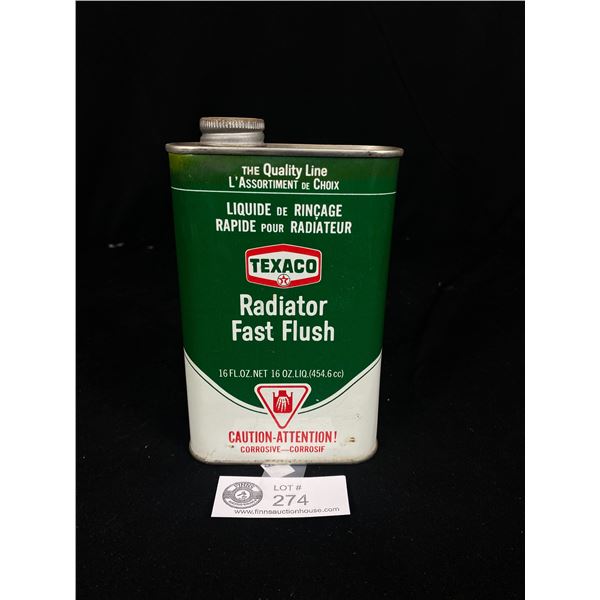 THE Quality Line
L'ASSORTIMENT DE CHOIX
LIQUIDE DE RINÇAGE
RAPIDE POUR RADIATEUR
TEXACO
Radiator
Fast Flush
16 FL.OZ. NET 16 OZ.LIQ. (454.6 cc)
CAUTION-ATTENTION!
CORROSIVE—CORROSIF
LOT #
274
www.finnsauctionhouse.com